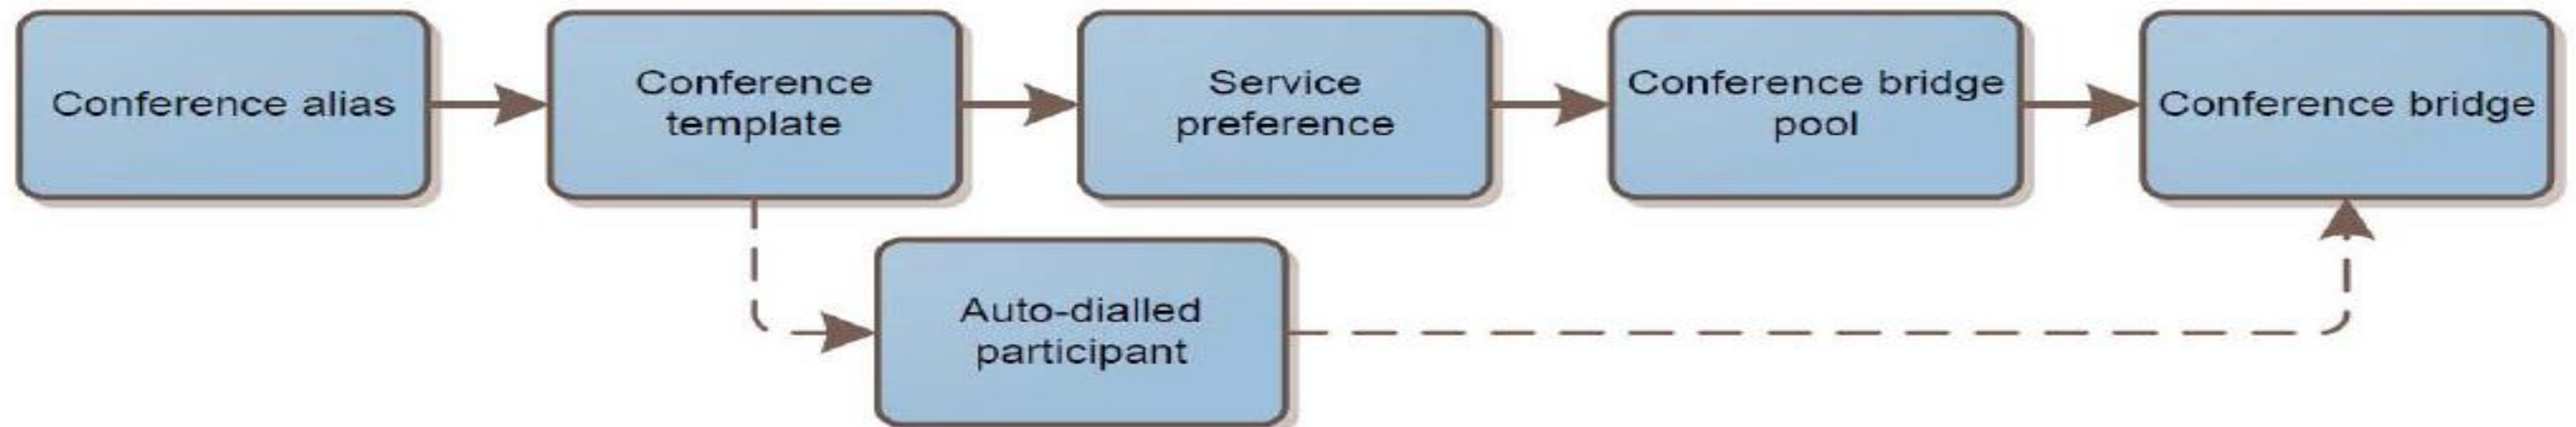 Conference alias
Conference
template
Service
preference
Conference bridge
pool
Conference bridge
Auto-dialled
participant